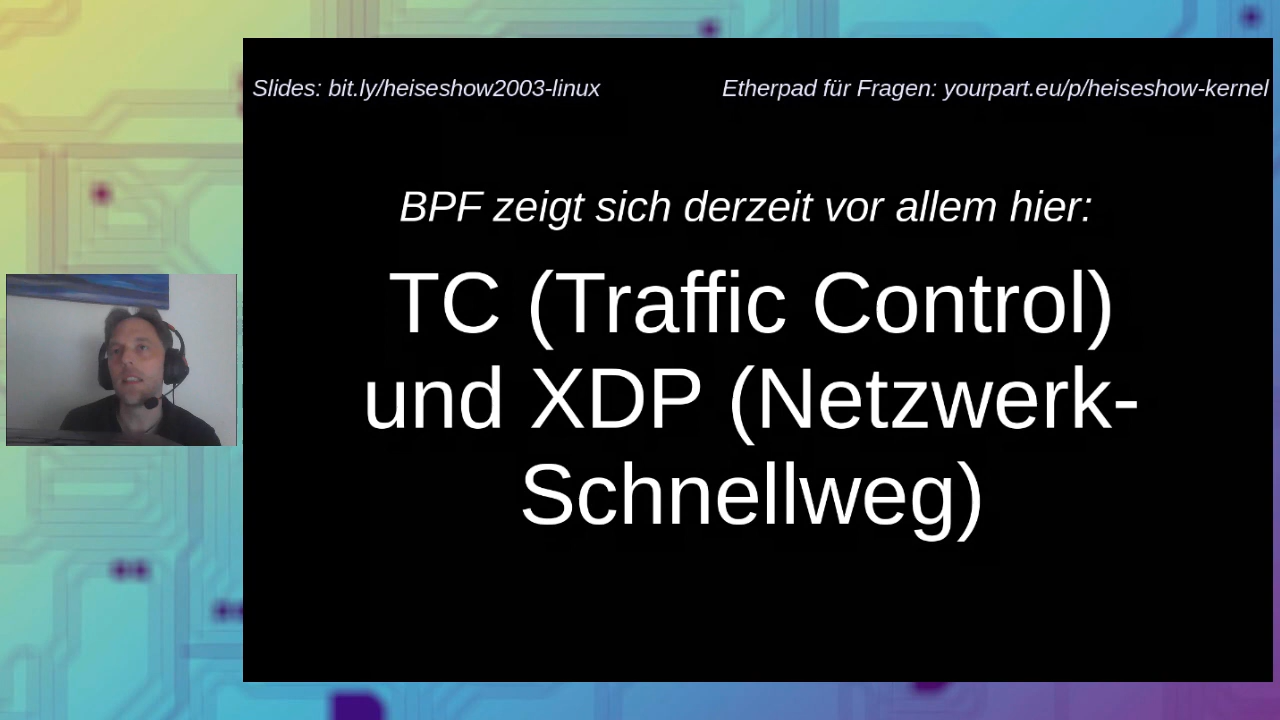 Slides: bit.ly/heiseshow2003-linux
Etherpad für Fragen: yourpart.eu/p/heiseshow-kernel
BPF zeigt sich derzeit vor allem hier:
TC (Traffic Control)
und XDP (Netzwerk-
Schnellweg)